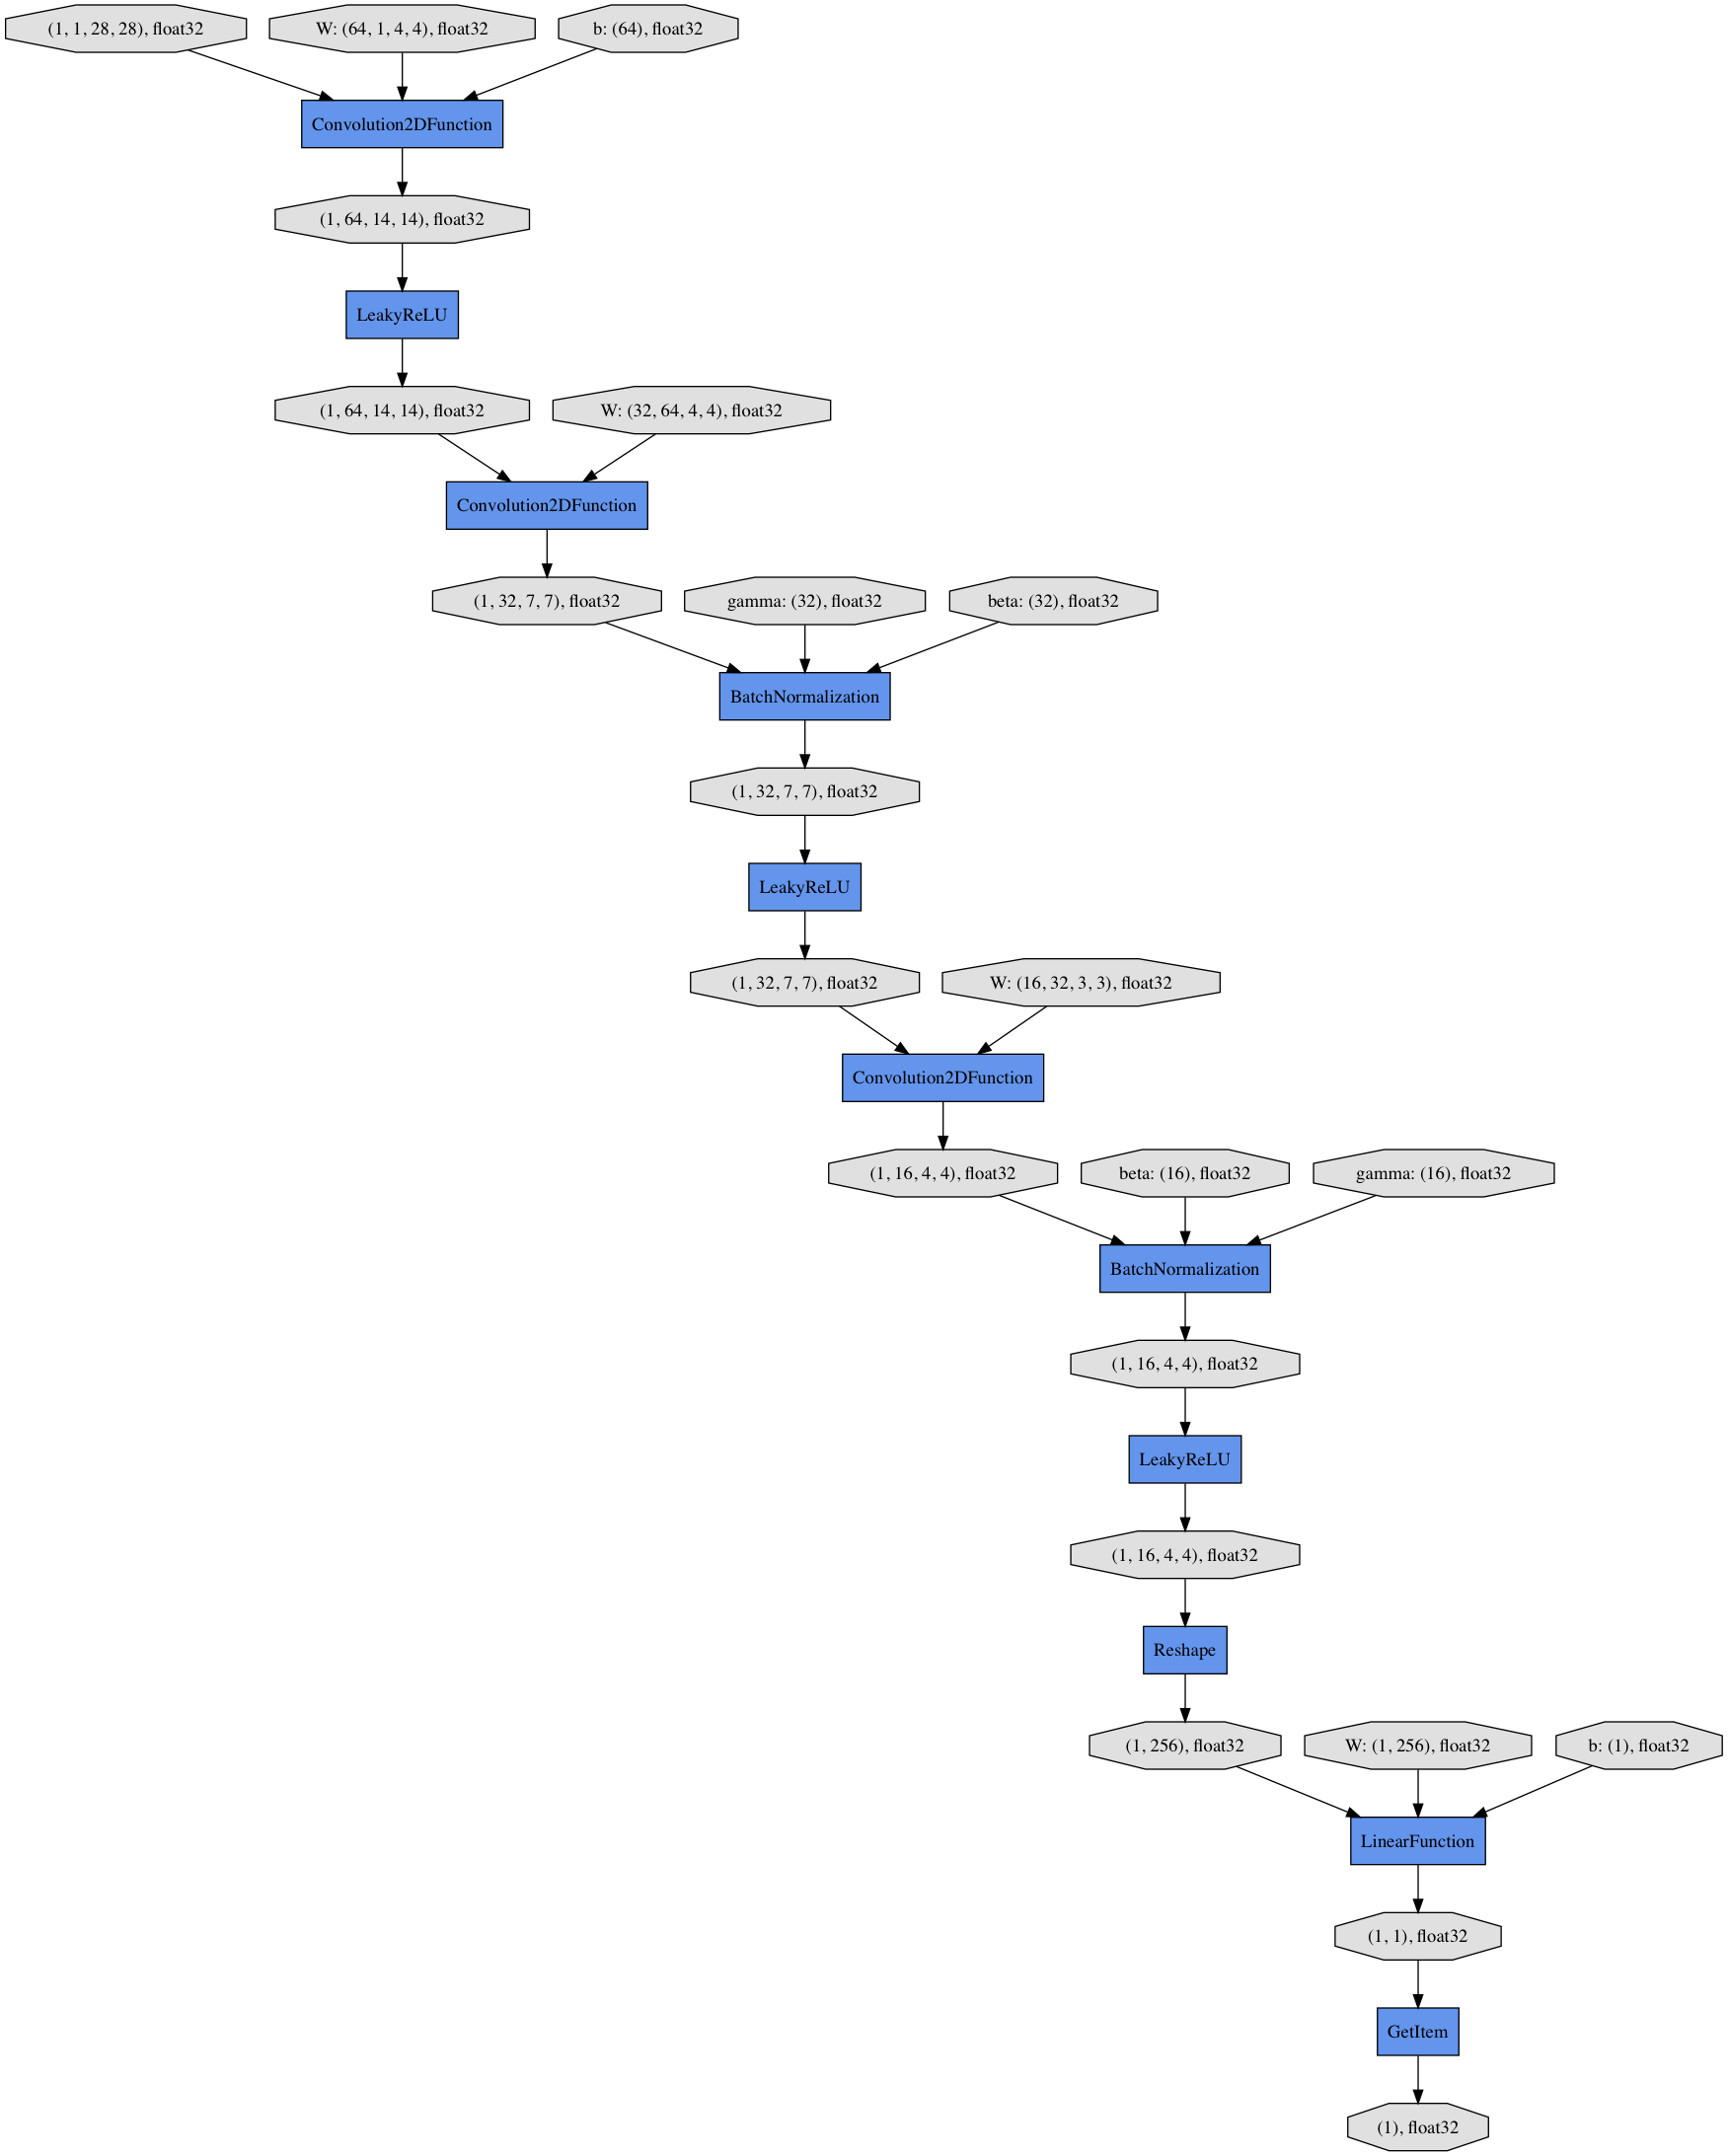 (1, 1, 28, 28), float32
W: (64, 1, 4, 4), float32
b: (64), float32
Convolution2DFunction
(1, 64, 14, 14), float32
LeakyReLU
(1, 64, 14, 14), float32
W: (32, 64, 4, 4), float32
Convolution2DFunction
(1, 32, 7, 7), float32
gamma: (32), float32
beta: (32), float32
BatchNormalization
(1, 32, 7, 7), float32
LeakyReLU
(1, 32, 7, 7), float32
W: (16, 32, 3, 3), float32
Convolution2DFunction
(1, 16, 4, 4), float32
beta: (16), float32
gamma: (16), float32
BatchNormalization
(1, 16, 4, 4), float32
LeakyReLU
(1, 16, 4, 4), float32
Reshape
(1, 256), float32
W: (1, 256), float32
b: (1), float32
LinearFunction
(1, 1), float32
GetItem
(1), float32